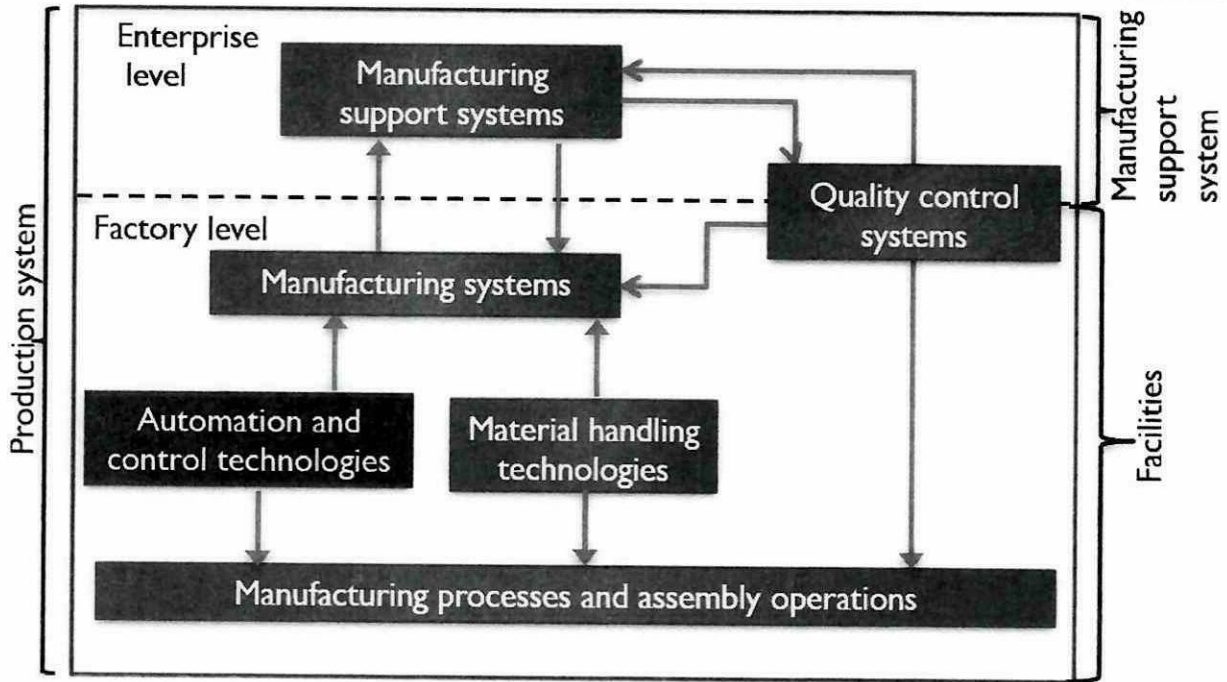 Enterprise
level
Manufacturing
support systems
Manufacturing
support
system
Quality control
systems
Factory level
Manufacturing systems
Production system
Automation and
control technologies
Material handling
technologies
Facilities
Manufacturing processes and assembly operations